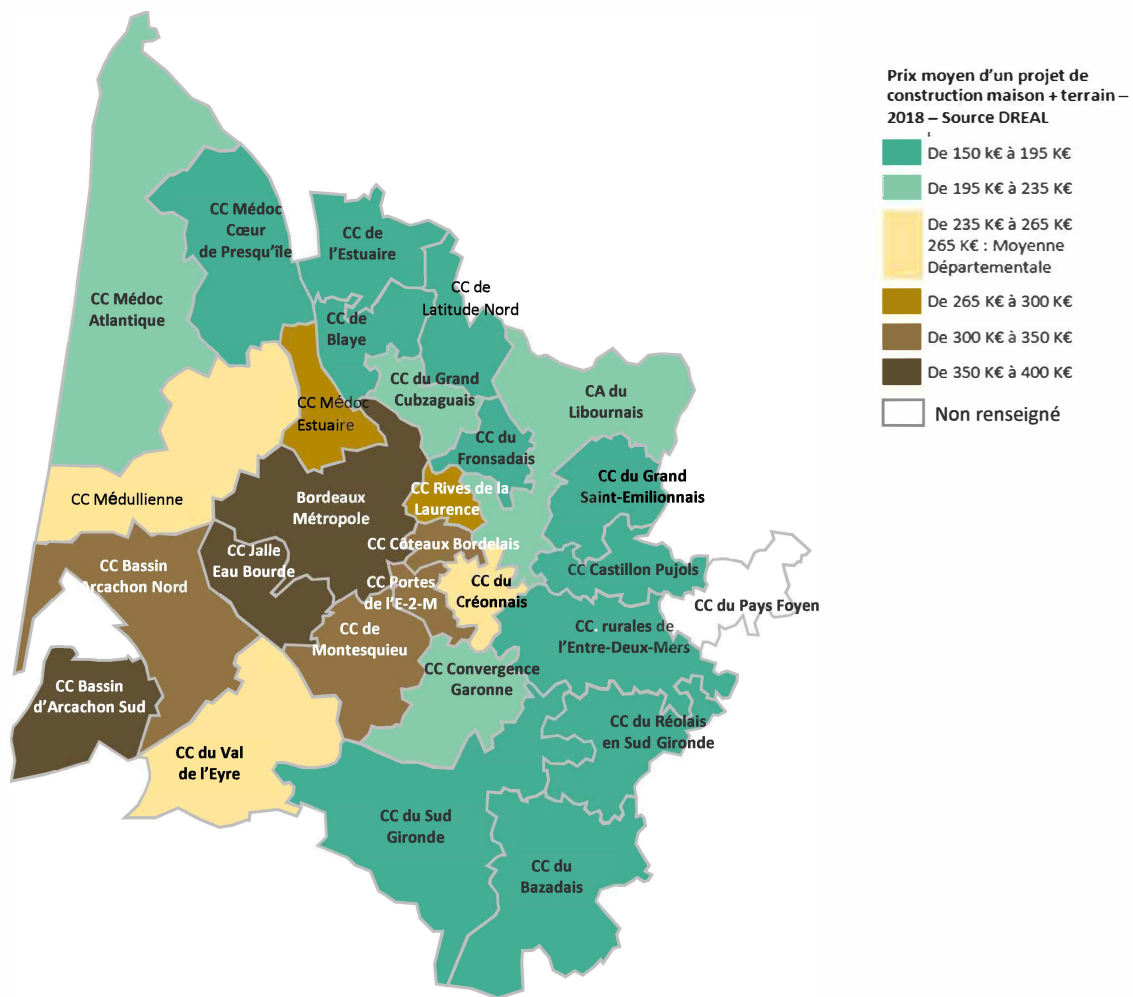 Prix moyen d’un projet de
construction maison + terrain –
2018 – Source DREAL
De 150 k€ à 195 K€
De 195 K€ à 235 K€
De 235 K€ à 265 K€
265 K€ : Moyenne
Départementale
De 265 K€ à 300 K€
De 300 K€ à 350 K€
De 350 K€ à 400 K€
Non renseigné
CC Médoc
Cœur
de Presqu’île
CC de
l’Estuaire
CC de
Latitude Nord
CC Médoc
Atlantique
CC de
Blaye
CC du Grand
Cubzaguais
CA du
Libournais
CC Médoc
Estuaire
CC du
Fronsadais
CC du Grand
Saint-Emilionnais
CC Médullienne
Bordeaux
Métropole
CC Rives de la
Laurence
CC Côteaux Bordelais
CC Jalle
Eau Bourde
CC Bassin
Arcachon Nord
CC Portes
de l’E-2-M
CC du
Créonnais
CC Castillon Pujols
CC du Pays Foyen
CC. rurales de
l’Entre-Deux-Mers
CC de
Montesquieu
CC Convergence
Garonne
CC Bassin
d’Arcachon Sud
CC du Réolais
en Sud Gironde
CC du Val
de l’Eyre
CC du Sud
Gironde
CC du
Bazadais